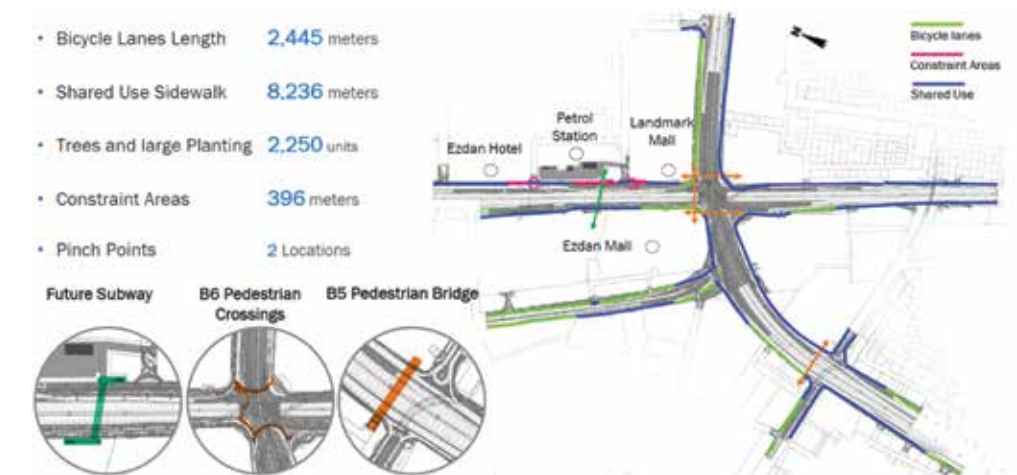 • Bicycle Lanes Length 2,445 meters
• Shared Use Sidewalk 8,236 meters
• Trees and large Planting 2,250 units
• Constraint Areas 396 meters
• Pinch Points 2 Locations
Future Subway
B6 Pedestrian
Crossings
B5 Pedestrian Bridge
N
Bicycle lanes
Constraint Areas
Shared Use
Petrol
Station
Landmark
Mall
Ezdan Hotel
Ezdan Mall